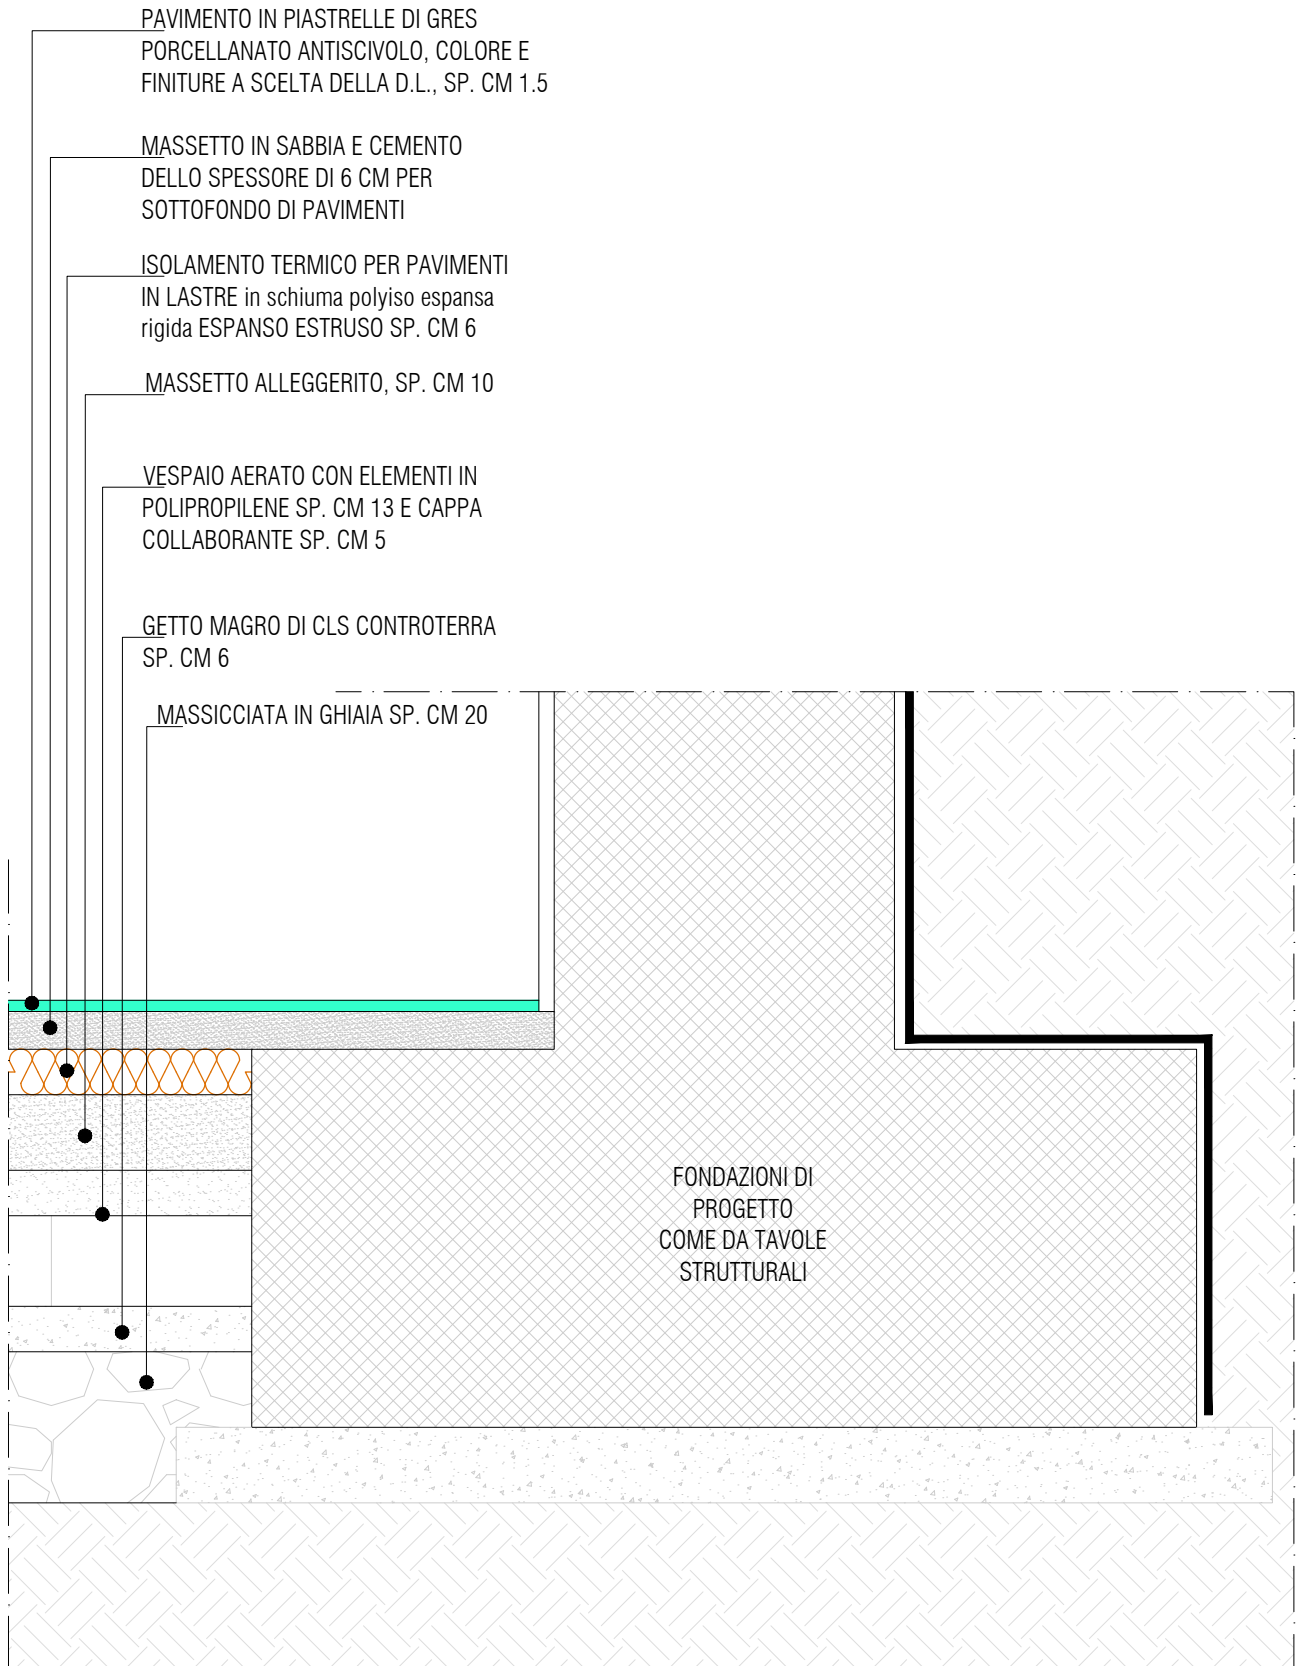 PAVIMENTO IN PIASTRELLE DI GRES
PORCELLANATO ANTISCIVOLO, COLORE E
FINITURE A SCELTA DELLA D.L., SP. CM 1.5
MASSETTO IN SABBIA E CEMENTO
DELLO SPESSORE DI 6 CM PER
SOTTOFONDO DI PAVIMENTI
ISOLAMENTO TERMICO PER PAVIMENTI
IN LASTRE in schiuma polyiso espansa
rigida ESPANSO ESTRUSO SP. CM 6
MASSETTO ALLEGGERITO, SP. CM 10
VESPAIO AERATO CON ELEMENTI IN
POLIPROPILENE SP. CM 13 E CAPPA
COLLABORANTE SP. CM 5
GETTO MAGRO DI CLS CONTROTERRA
SP. CM 6
MASSICCIATA IN GHIAIA SP. CM 20
FONDAZIONI DI
PROGETTO
COME DA TAVOLE
STRUTTURALI